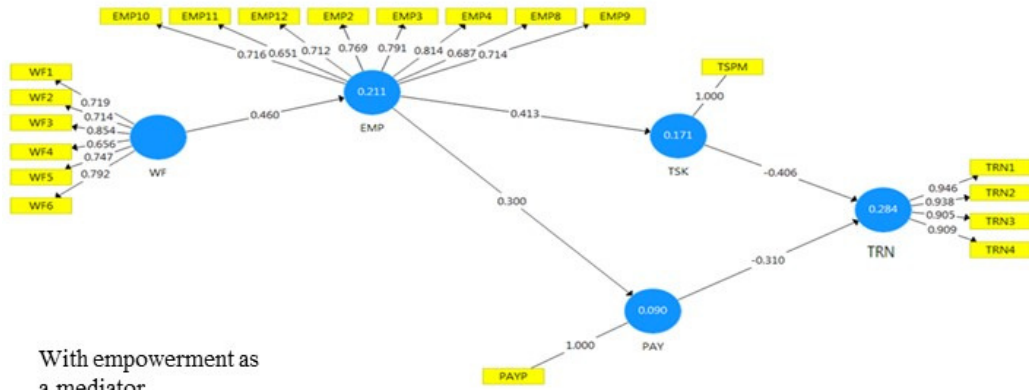 EMP10 EMP11 EMP12 EMP2 EMP3 EMP4 EMP8 EMP9
0.716 0.651 0.712 0.769 0.791 0.814 0.687 0.714
WF1
0.719
WF2
0.714
WF3
0.854
WF4
0.656
WF5
0.747
WF6
0.792
WF
0.460
0.211
EMP
0.413
TSPM
1.000
0.171
TSK
-0.406
0.300
0.284
TRN
TRN1
0.946
TRN2
0.938
TRN3
0.905
TRN4
0.909
-0.310
0.090
PAY
1.000
PAYP
With empowerment as
a mediator